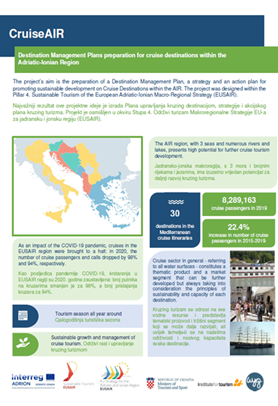 CruiseAIR
Destination Management Plans preparation for cruise destinations within the
Adriatic-Ionian Region
The project's aim is the preparation of a Destination Management Plan, a strategy and an action plan for
promoting sustainable development on Cruise Destinations within the AIR. The project was designed within the
Pillar 4. Sustainable Tourism of the European Adriatic-Ionian Macro-Regional Strategy (EUSAIR).
Najvažniji rezultat ove projektne ideje je izrada Plana upravljanja kruzing destinacijom, strategije i akcijskog
plana kruzing turizma. Projekt je osmišljen u okviru Stupa 4. Održivi turizam Makroregionalne Strategije EU-a
za jadransku i jonsku regiju (EUSAIR).
The AIR region, with 3 seas and numerous rivers and
lakes, presents high potential for further cruise tourism
development.
Jadransko-jonska makroregija, s 3 mora i brojnim
rijekama i jezerima, ima izuzetno vrijedan potencijal za
daljnji razvoj kruzing turizma.
30
destinations in the
Mediterranean
cruise itineraries
8,289,163
cruise passengers in 2019
22.4%
increase in number of cruise
passengers in 2015-2019
As an impact of the COVID-19 pandemic, cruises in the
EUSAIR region were brought to a halt: in 2020, the
number of cruise passengers and calls dropped by 98%
and 94%, respectively.
Kao posljedica pandemije COVID-19, krstarenja u
EUSAIR regiji su 2020. godine zaustavljena: broj putnika
na kruzerima smanjen je za 98%, a broj pristajanja
kruzera za 94%.
Cruise sector in general - referring
to all water surfaces - constitutes a
thematic product and a market
segment that can be further
developed but always taking into
consideration the principles of
sustainability and capacity of each
destination.
Kruzing turizam se odnosi na sve
vodne resurse i predstavlja
tematski proizvod i tržišni segment
koji se može dalje razvijati, ali
uvijek temeljeći se na načelima
održivosti i nosivog kapaciteta
svake destinacije.
Tourism season all year around
Cjelogodišnja turistička sezona
Sustainable growth and management of
cruise tourism Održivi rast i upravljanje
kruzing turizmom
Interreg
ADRION
EUSAIR
REPUBLIC OF CROATIA
Ministry of Tourism
and Sport
institute for tourism